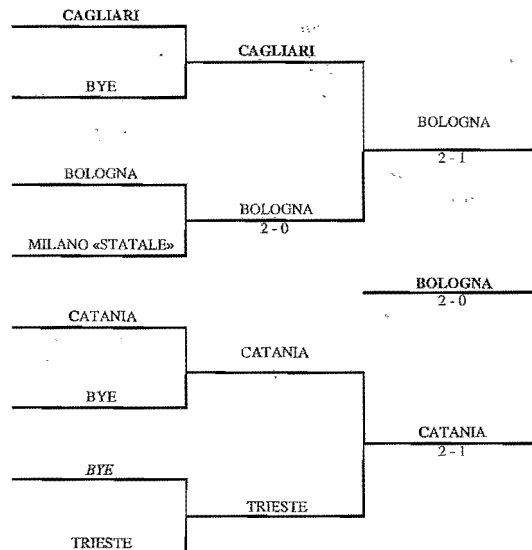 CAGLIARI
CAGLIARI
BYE
BOLOGNA
2 - 1
BOLOGNA
BOLOGNA
2 - 0
MILANO «STATALE»
BOLOGNA
2 - 0
CATANIA
CATANIA
BYE
CATANIA
2 - 1
BYE
TRIESTE
TRIESTE